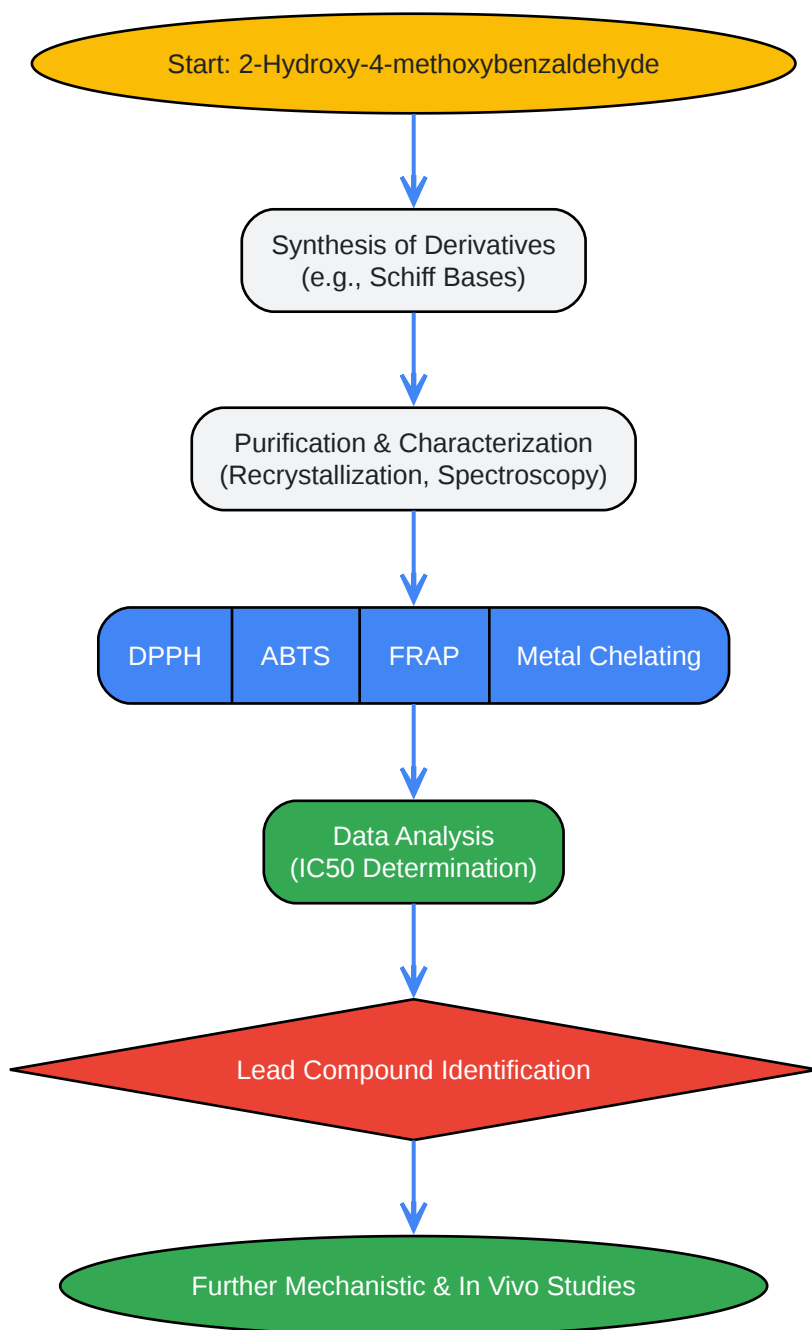 Start: 2-Hydroxy-4-methoxybenzaldehyde
Synthesis of Derivatives
(e.g., Schiff Bases)
Purification & Characterization
(Recrystallization, Spectroscopy)
DPPH ABTS FRAP Metal Chelating
Data Analysis
(IC50 Determination)
Lead Compound Identification
Further Mechanistic & In Vivo Studies